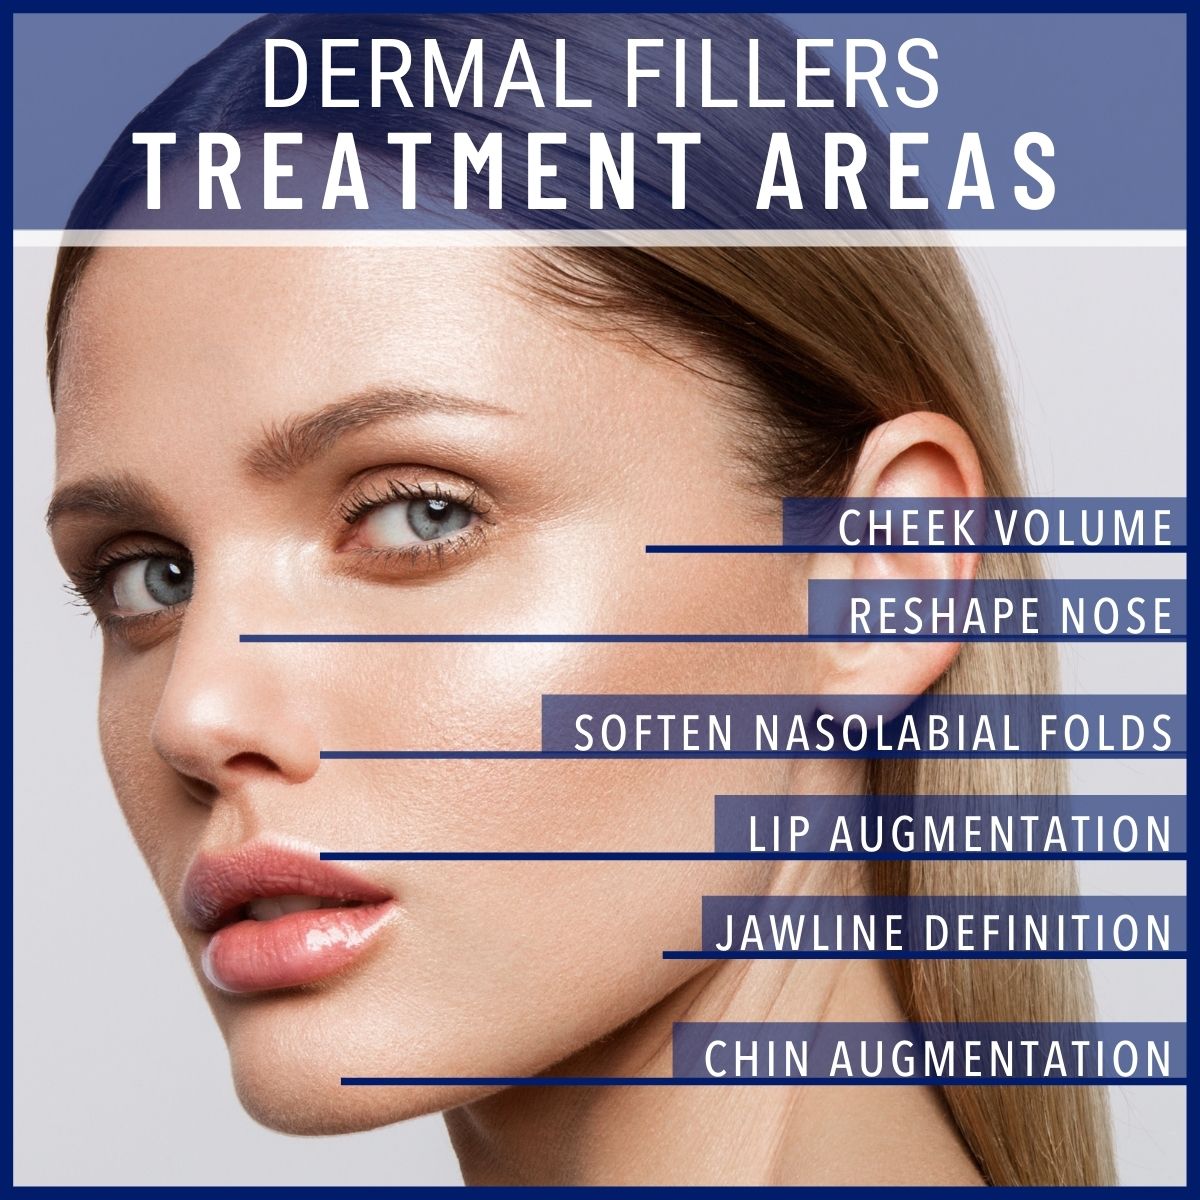 DERMAL FILLERS
TREATMENT AREAS
CHEEK VOLUME
RESHAPE NOSE
SOFTEN NASOLABIAL FOLDS
LIP AUGMENTATION
JAWLINE DEFINITION
CHIN AUGMENTATION